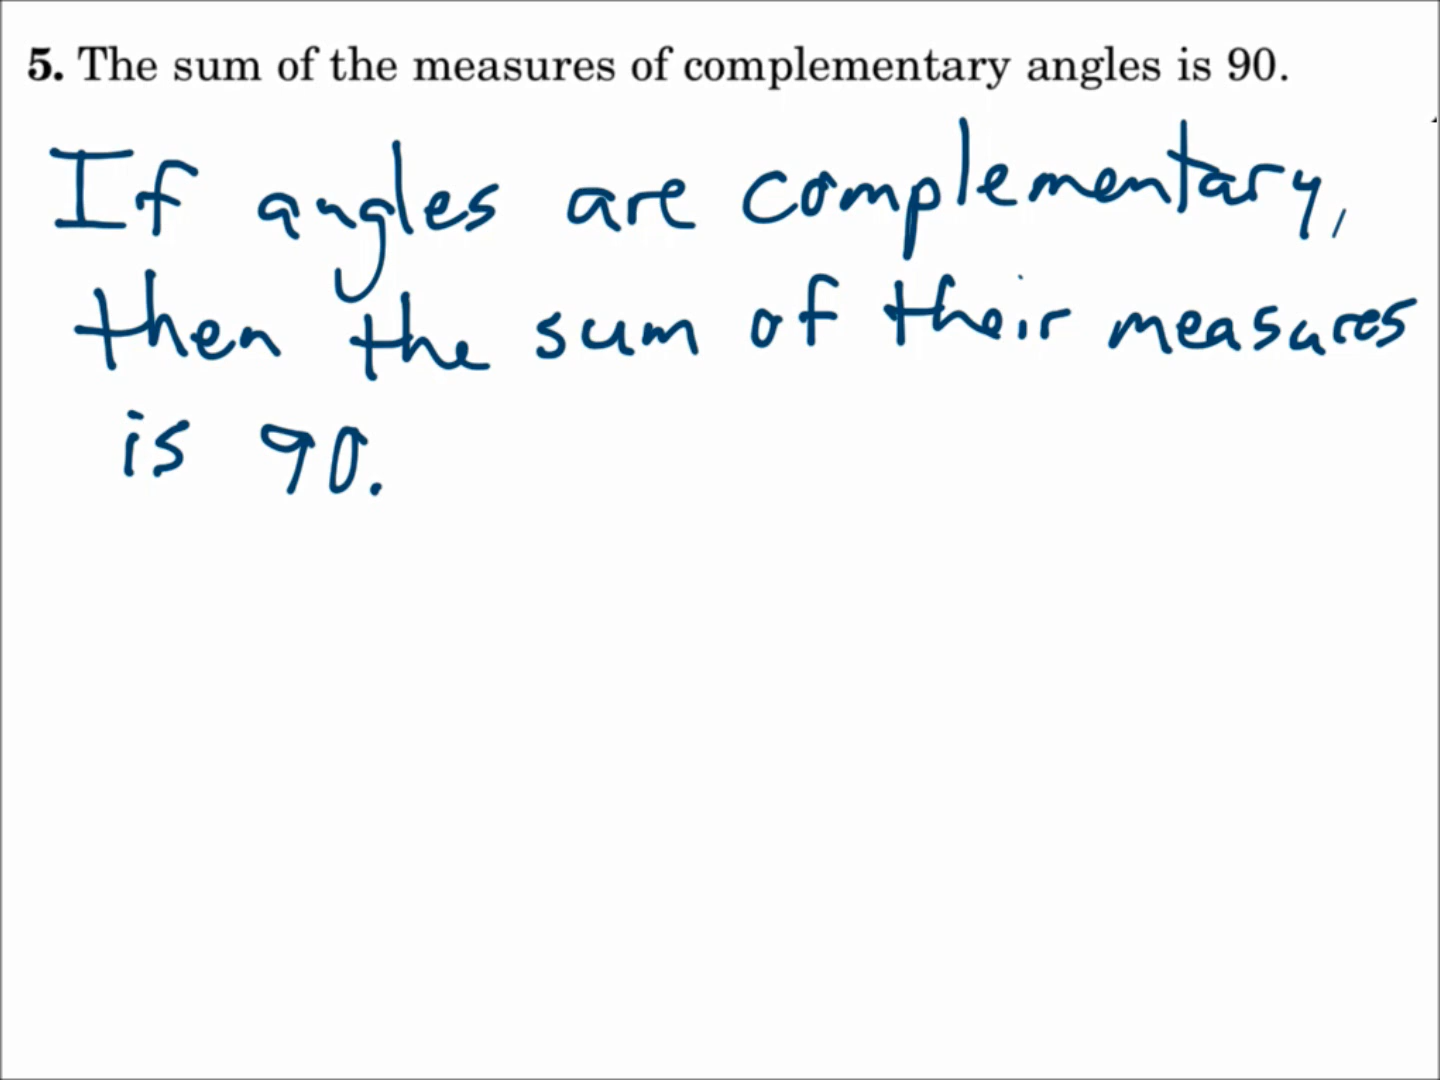 5. The sum of the measures of complementary angles is 90.
If angles are complementary,
then the sum of their measures
is 90.